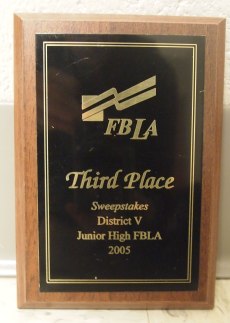 FBLA
Third Place
Sweepstakes
District V
Junior High FBLA
2005